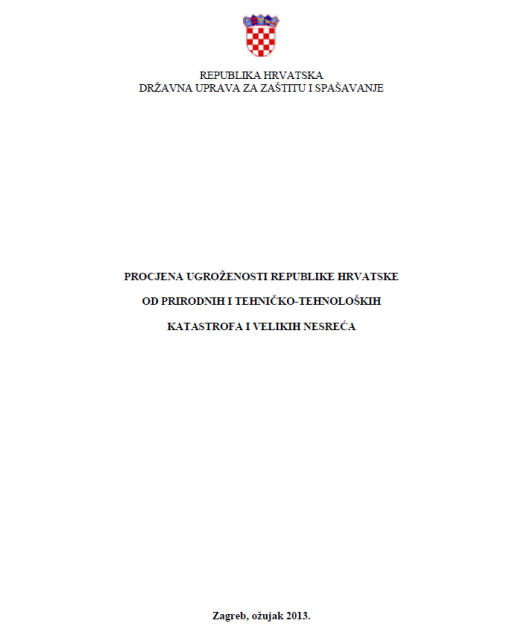 REPUBLIKA HRVATSKA
DRŽAVNA UPRAVA ZA ZAŠTITU I SPAŠAVANJE
PROCJENA UGROŽENOSTI REPUBLIKE HRVATSKE
OD PRIRODNIH I TEHNIČKO-TEHNOLOŠKIH
KATASTROFA I VELIKIH NESREĆA
Zagreb, ožujak 2013.